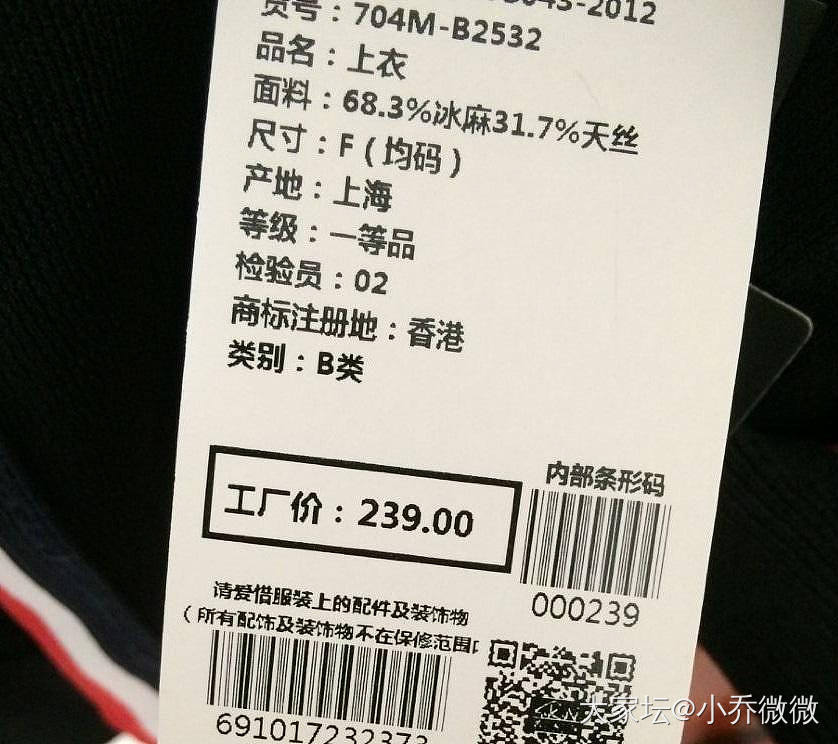 货号：704M-B2532
品名：上衣
面料：68.3%冰麻31.7%天丝
尺寸：F（均码）
产地：上海
等级：一等品
检验员：02
商标注册地：香港
类别：B类
工厂价：239.00
内部条形码
000239
请爱惜服装上的配件及装饰物
（所有配饰及装饰物不在保修范围
691017232373
大家坛@小乔微微